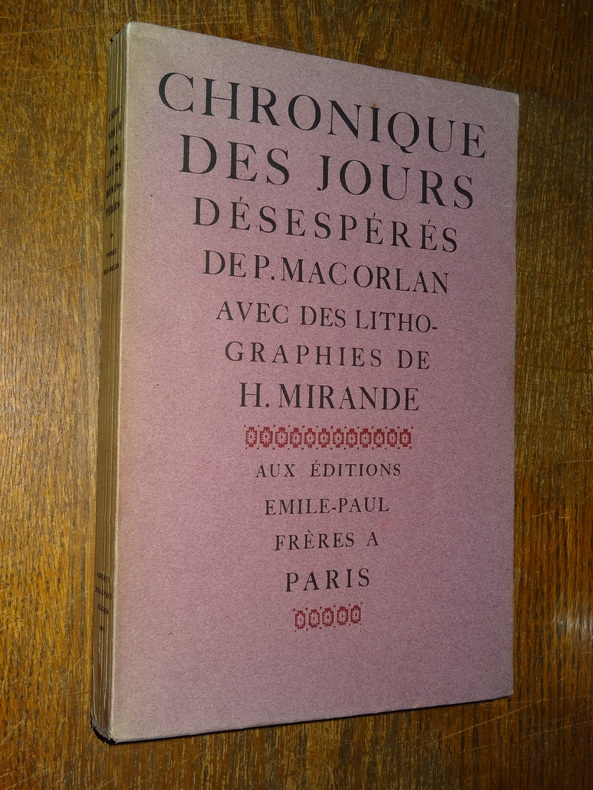 CHRONIQUE
DES JOURS
DÉSESPÉRÉS
DE P. MAC ORLAN
AVEC DES LITHO-
GRAPHIES DE
H. MIRANDE
AUX ÉDITIONS
EMILE-PAUL
FRÈRES A
PARIS